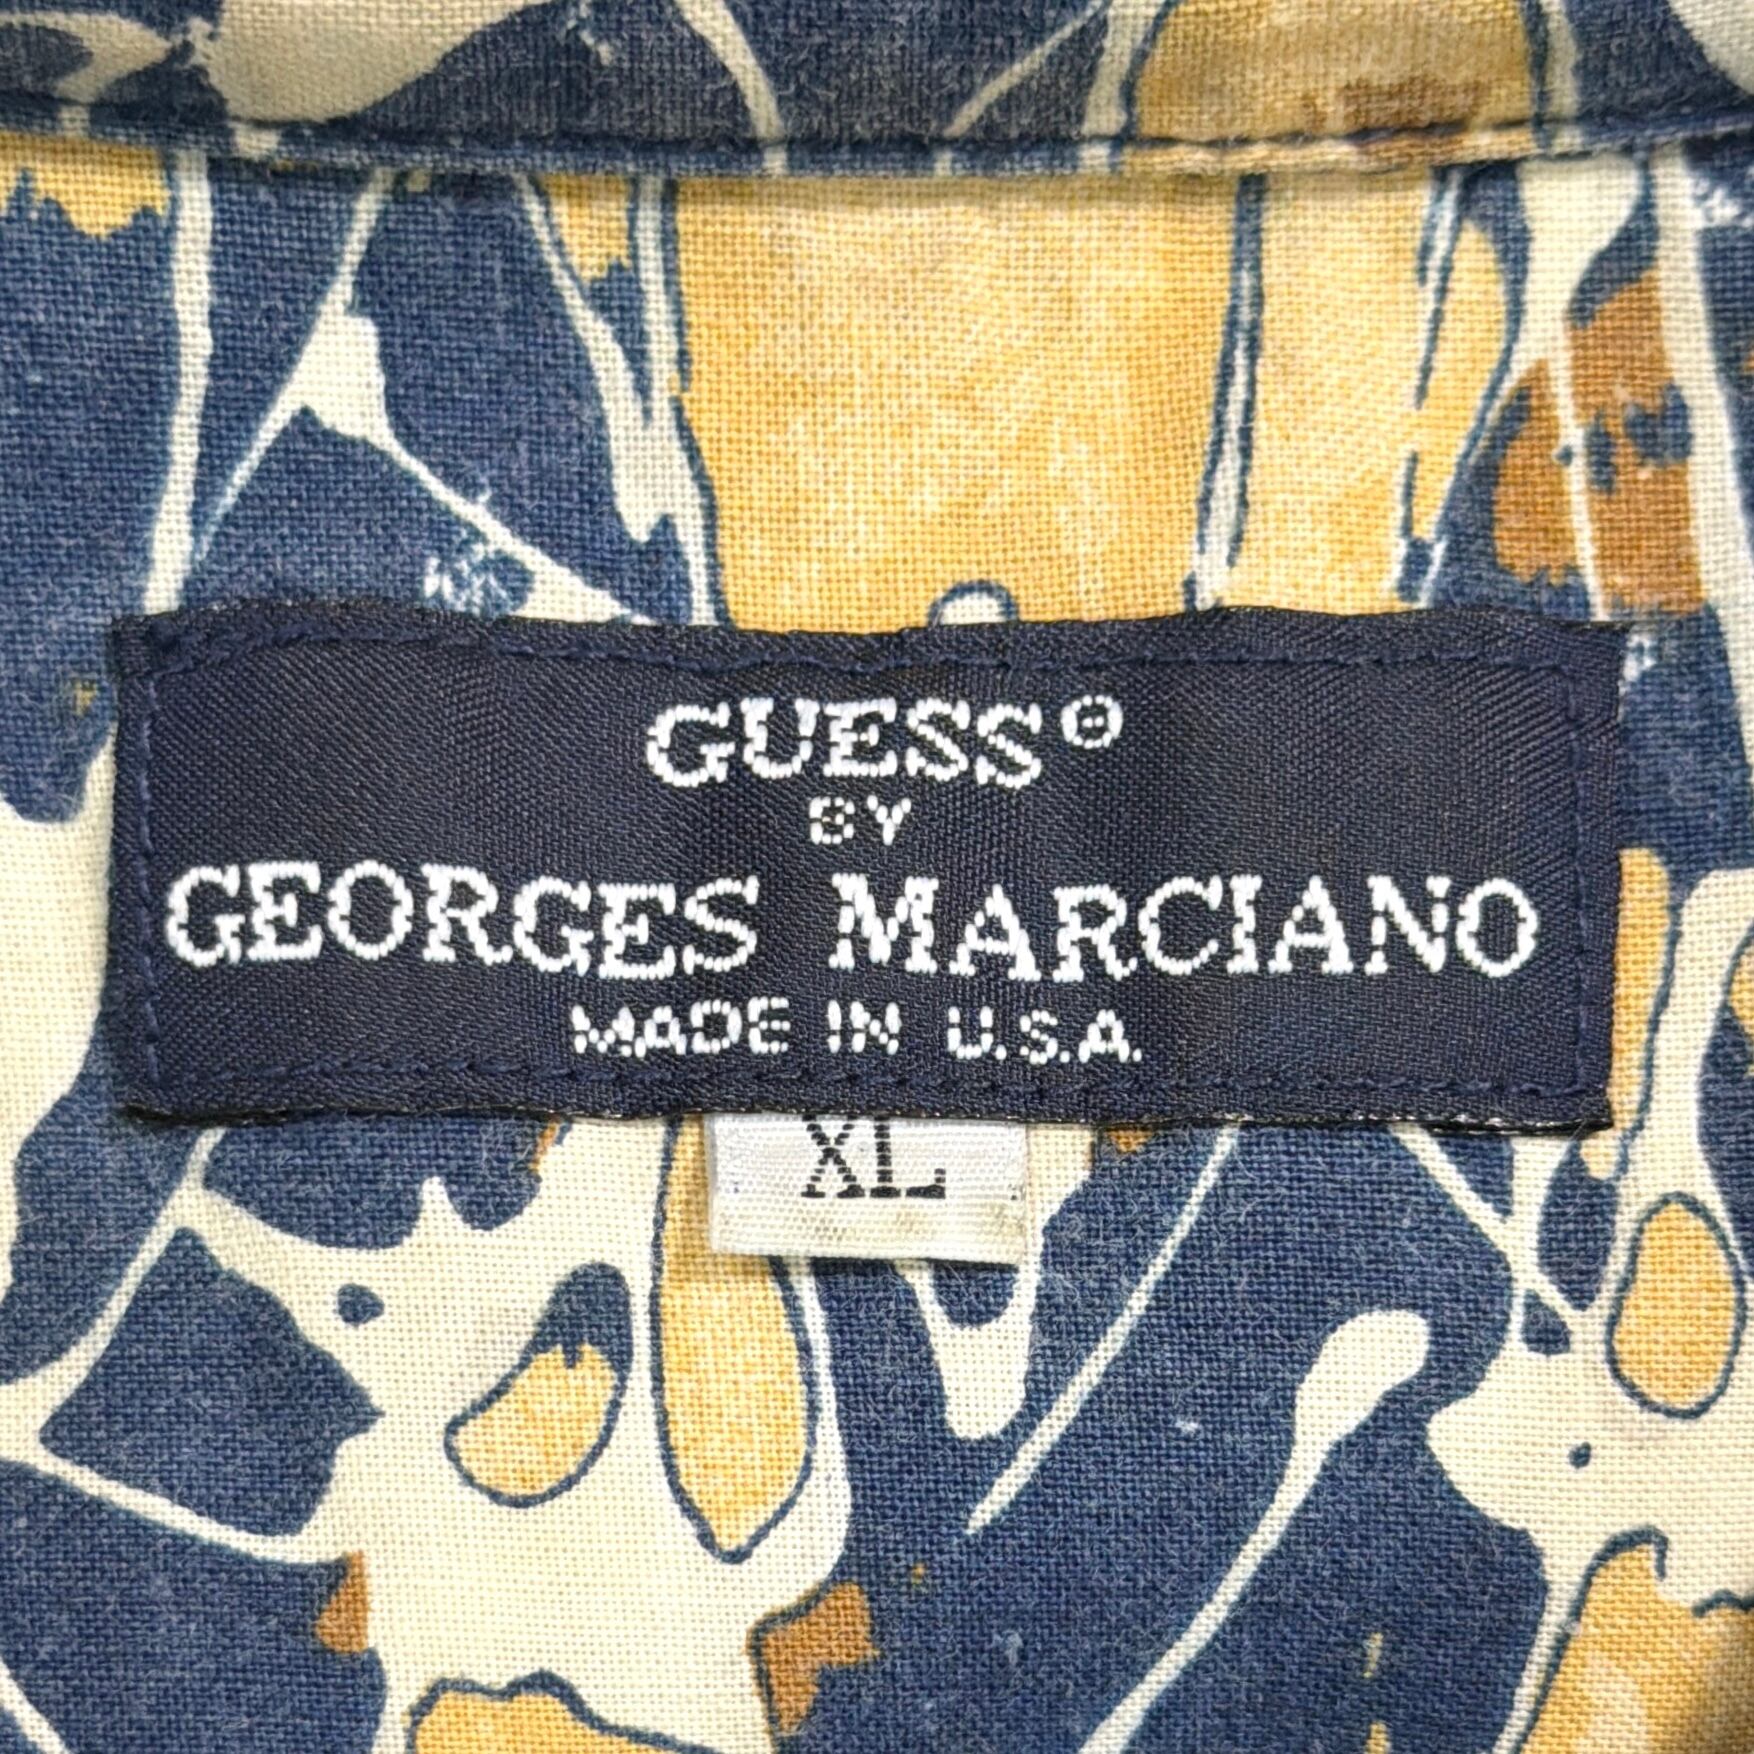 GUESS®
BY
GEORGES MARCIANO
MADE IN U.S.A.
XL